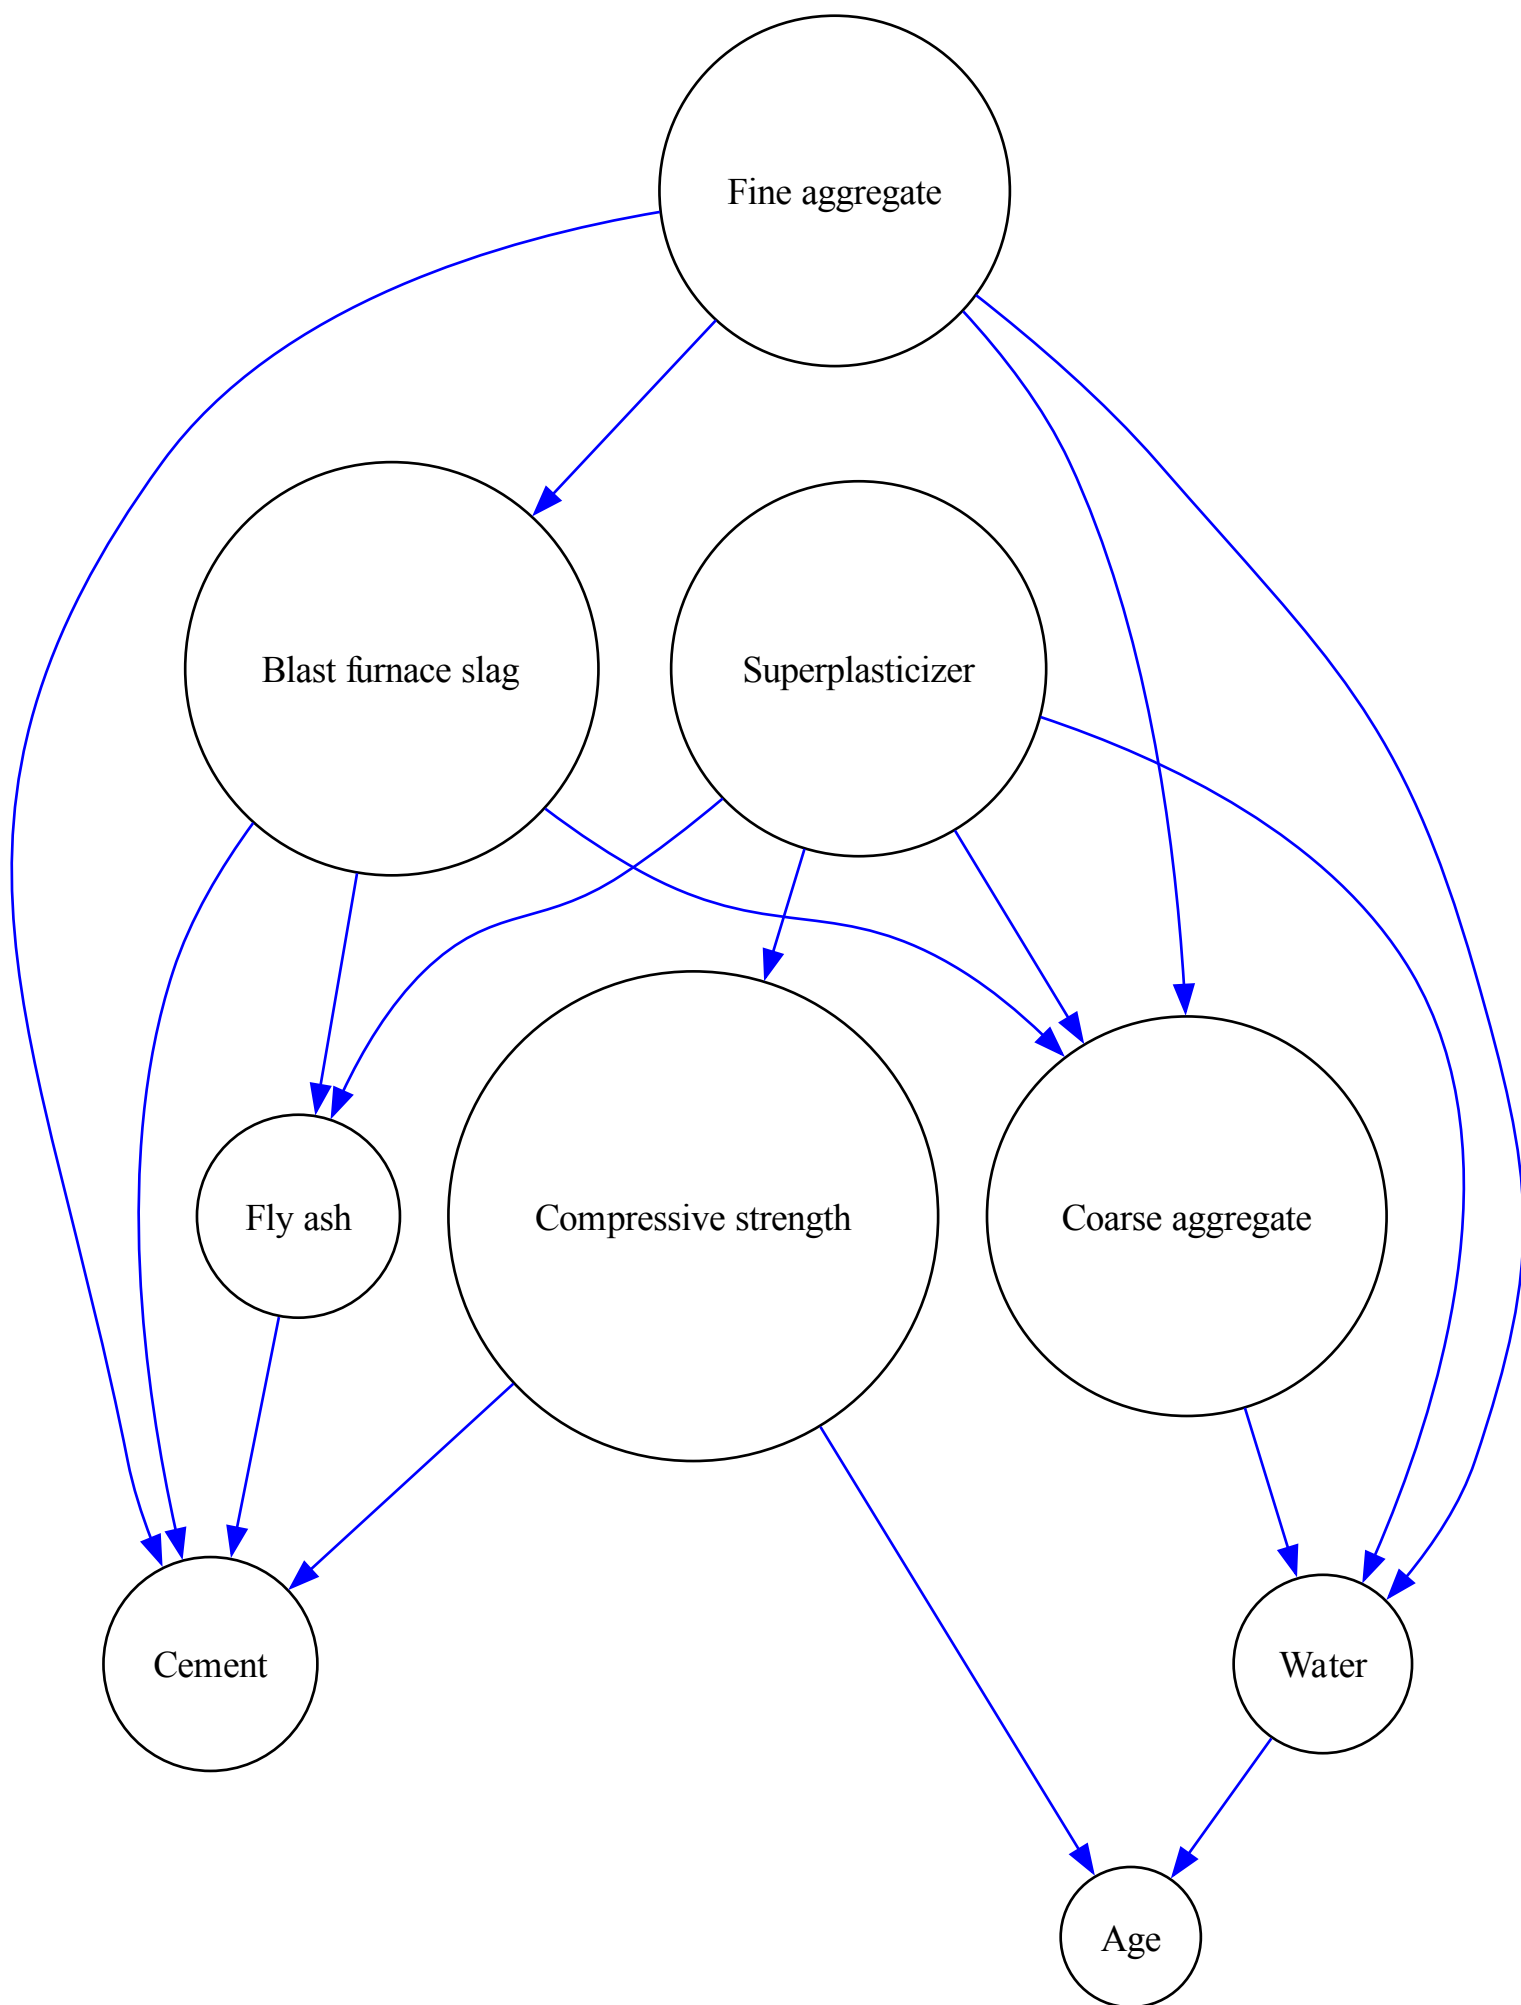 Fine aggregate
Blast furnace slag
Superplasticizer
Fly ash
Compressive strength
Coarse aggregate
Cement
Water
Age